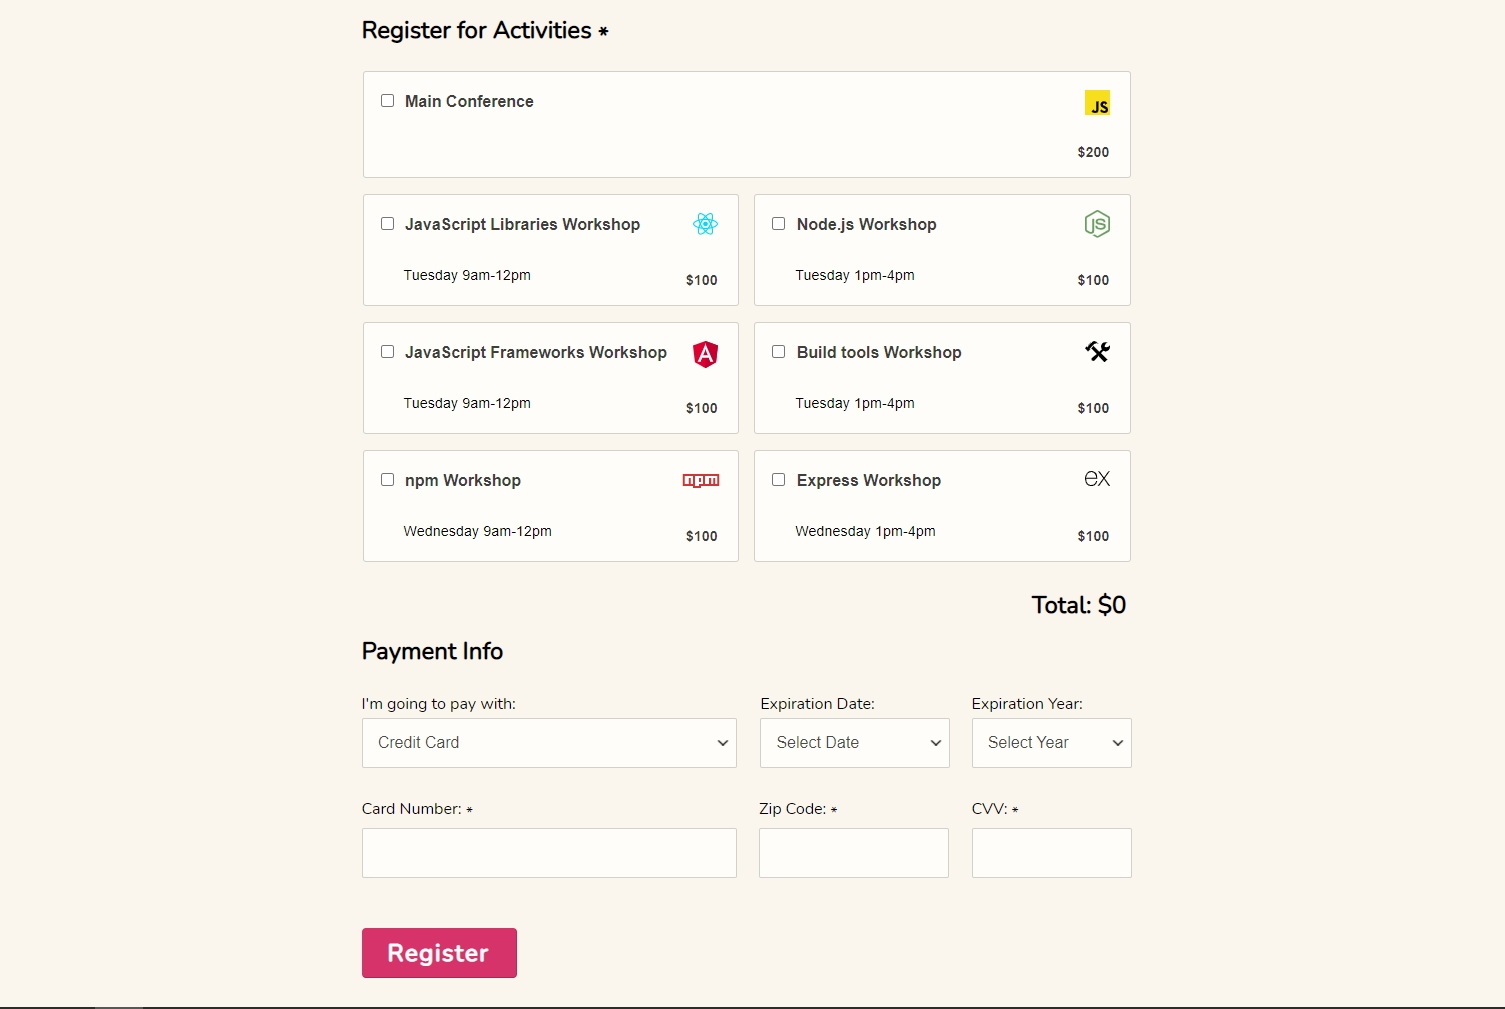 Register for Activities *
Main Conference
JS
$200
JavaScript Libraries Workshop
Tuesday 9am-12pm
$100
Node.js Workshop
JS
Tuesday 1pm-4pm
$100
JavaScript Frameworks Workshop
A
Tuesday 9am-12pm
$100
Build tools Workshop
Tuesday 1pm-4pm
$100
npm Workshop
npm
Wednesday 9am-12pm
$100
Express Workshop
ex
Wednesday 1pm-4pm
$100
Total: $0
Payment Info
I'm going to pay with:
Credit Card
Expiration Date:
Select Date
Expiration Year:
Select Year
Card Number: *
Zip Code: *
CVV: *
Register